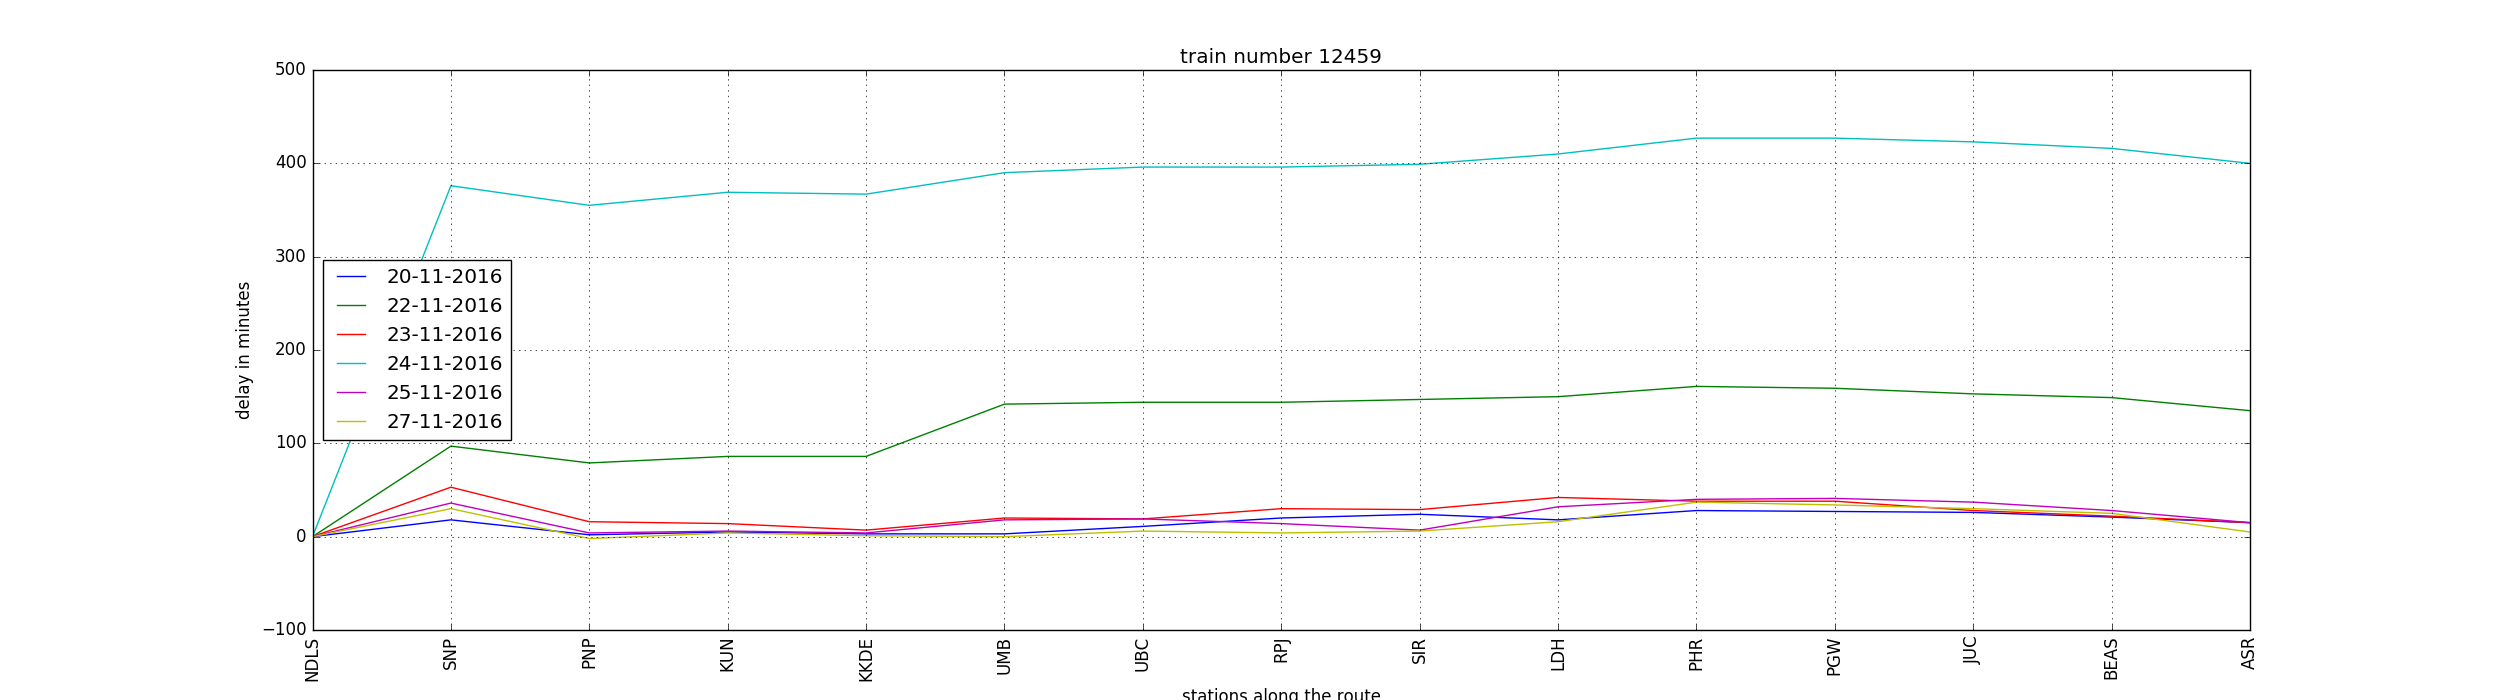 train number 12459
500
400
300
200
100
0
−100
delay in minutes
20-11-2016
22-11-2016
23-11-2016
24-11-2016
25-11-2016
27-11-2016
NDLS
SNP
PNP
KUN
KKDE
UMB
UBC
RPJ
SIR
LDH
PHR
PGW
JUC
BEAS
ASR
stations along the route